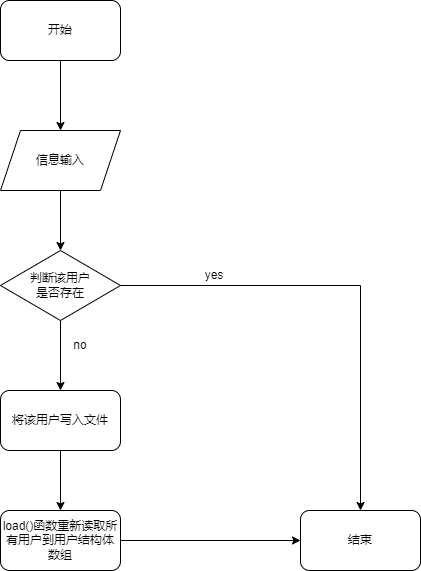 开始
信息输入
判断该用户
是否存在
yes
no
将该用户写入文件
load()函数重新读取所
有用户到用户结构体
数组
结束